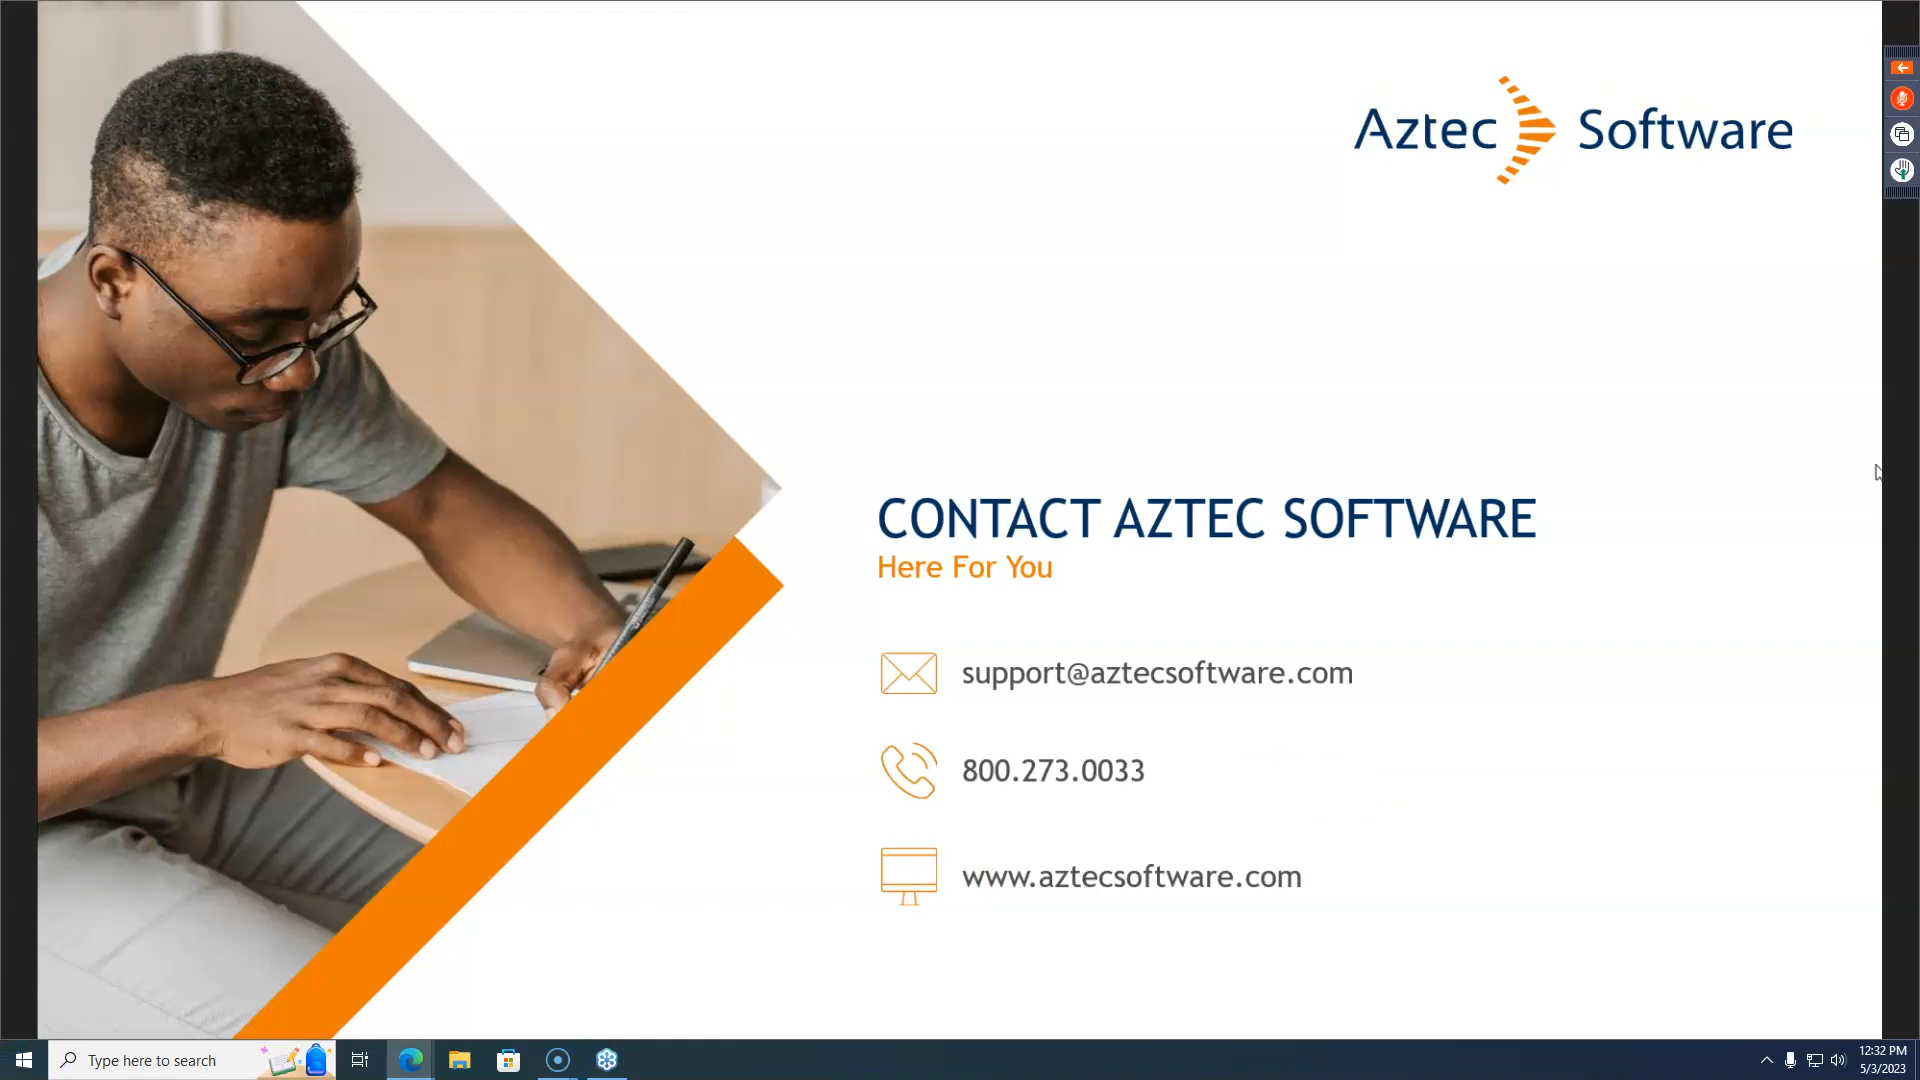 Aztec Software
CONTACT AZTEC SOFTWARE
Here For You
support@aztecsoftware.com
800.273.0033
www.aztecsoftware.com
Type here to search
12:32 PM
5/3/2023